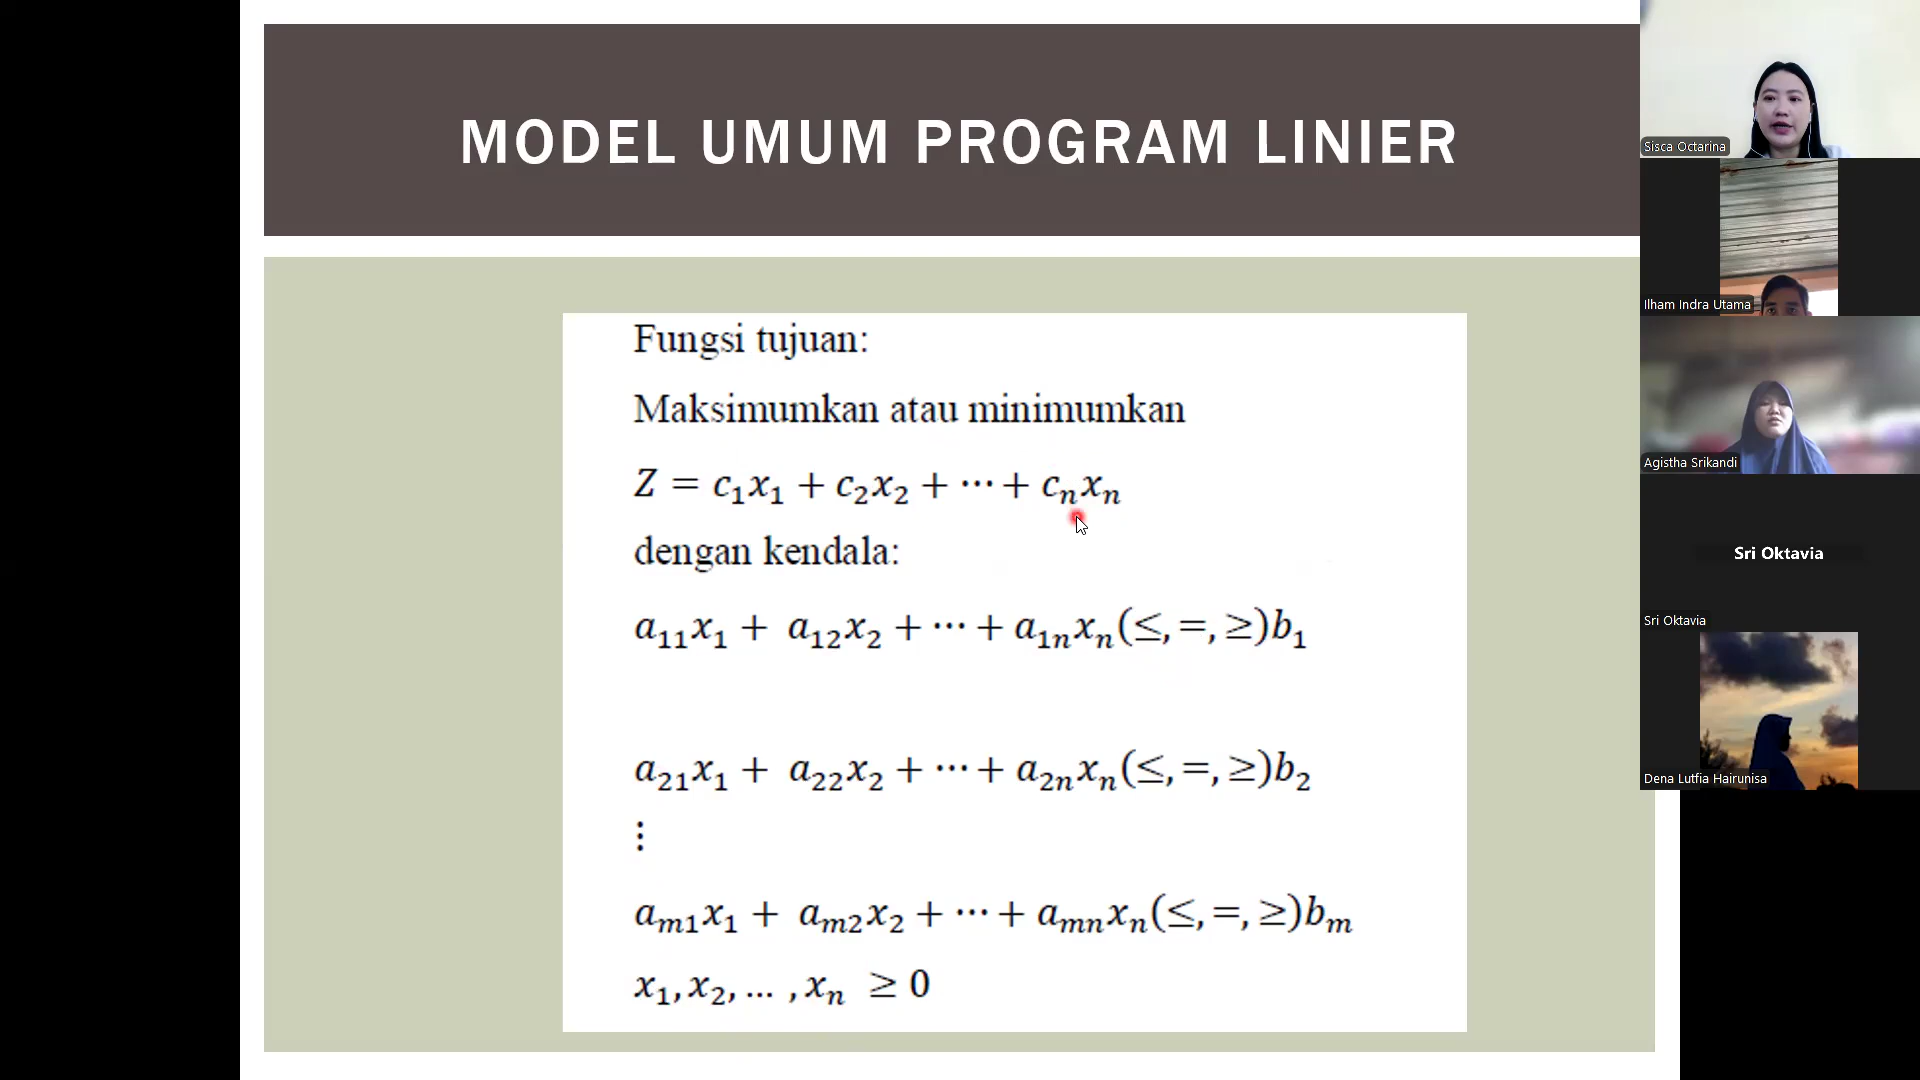 MODEL UMUM PROGRAM LINIER
Fungsi tujuan:
Maksimumkan atau minimumkan
Z = c₁x₁ + c₂x₂ + ⋯ + cₙxₙ
dengan kendala:
a₁₁x₁ + a₁₂x₂ + ⋯ + a₁ₙxₙ(≤, =, ≥)b₁
a₂₁x₁ + a₂₂x₂ + ⋯ + a₂ₙxₙ(≤, =, ≥)b₂
⋮
aₘ₁x₁ + aₘ₂x₂ + ⋯ + aₘₙxₙ(≤, =, ≥)bₘ
x₁, x₂, … , xₙ ≥ 0
Sisca Octarina
Ilham Indra Utama
Agistha Srikandi
Sri Oktavia
Sri Oktavia
Dena Lutfia Hairunisa